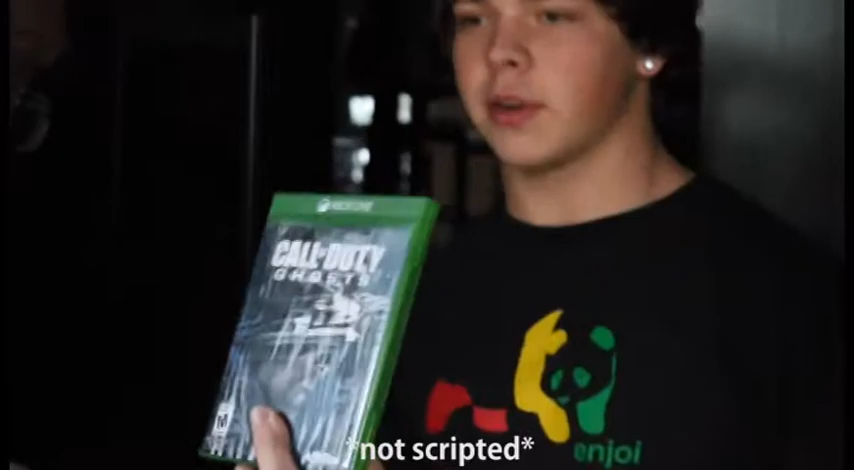 XBOX ONE
CALL OF DUTY
GHOSTS
M
*not scripted*
enjoi